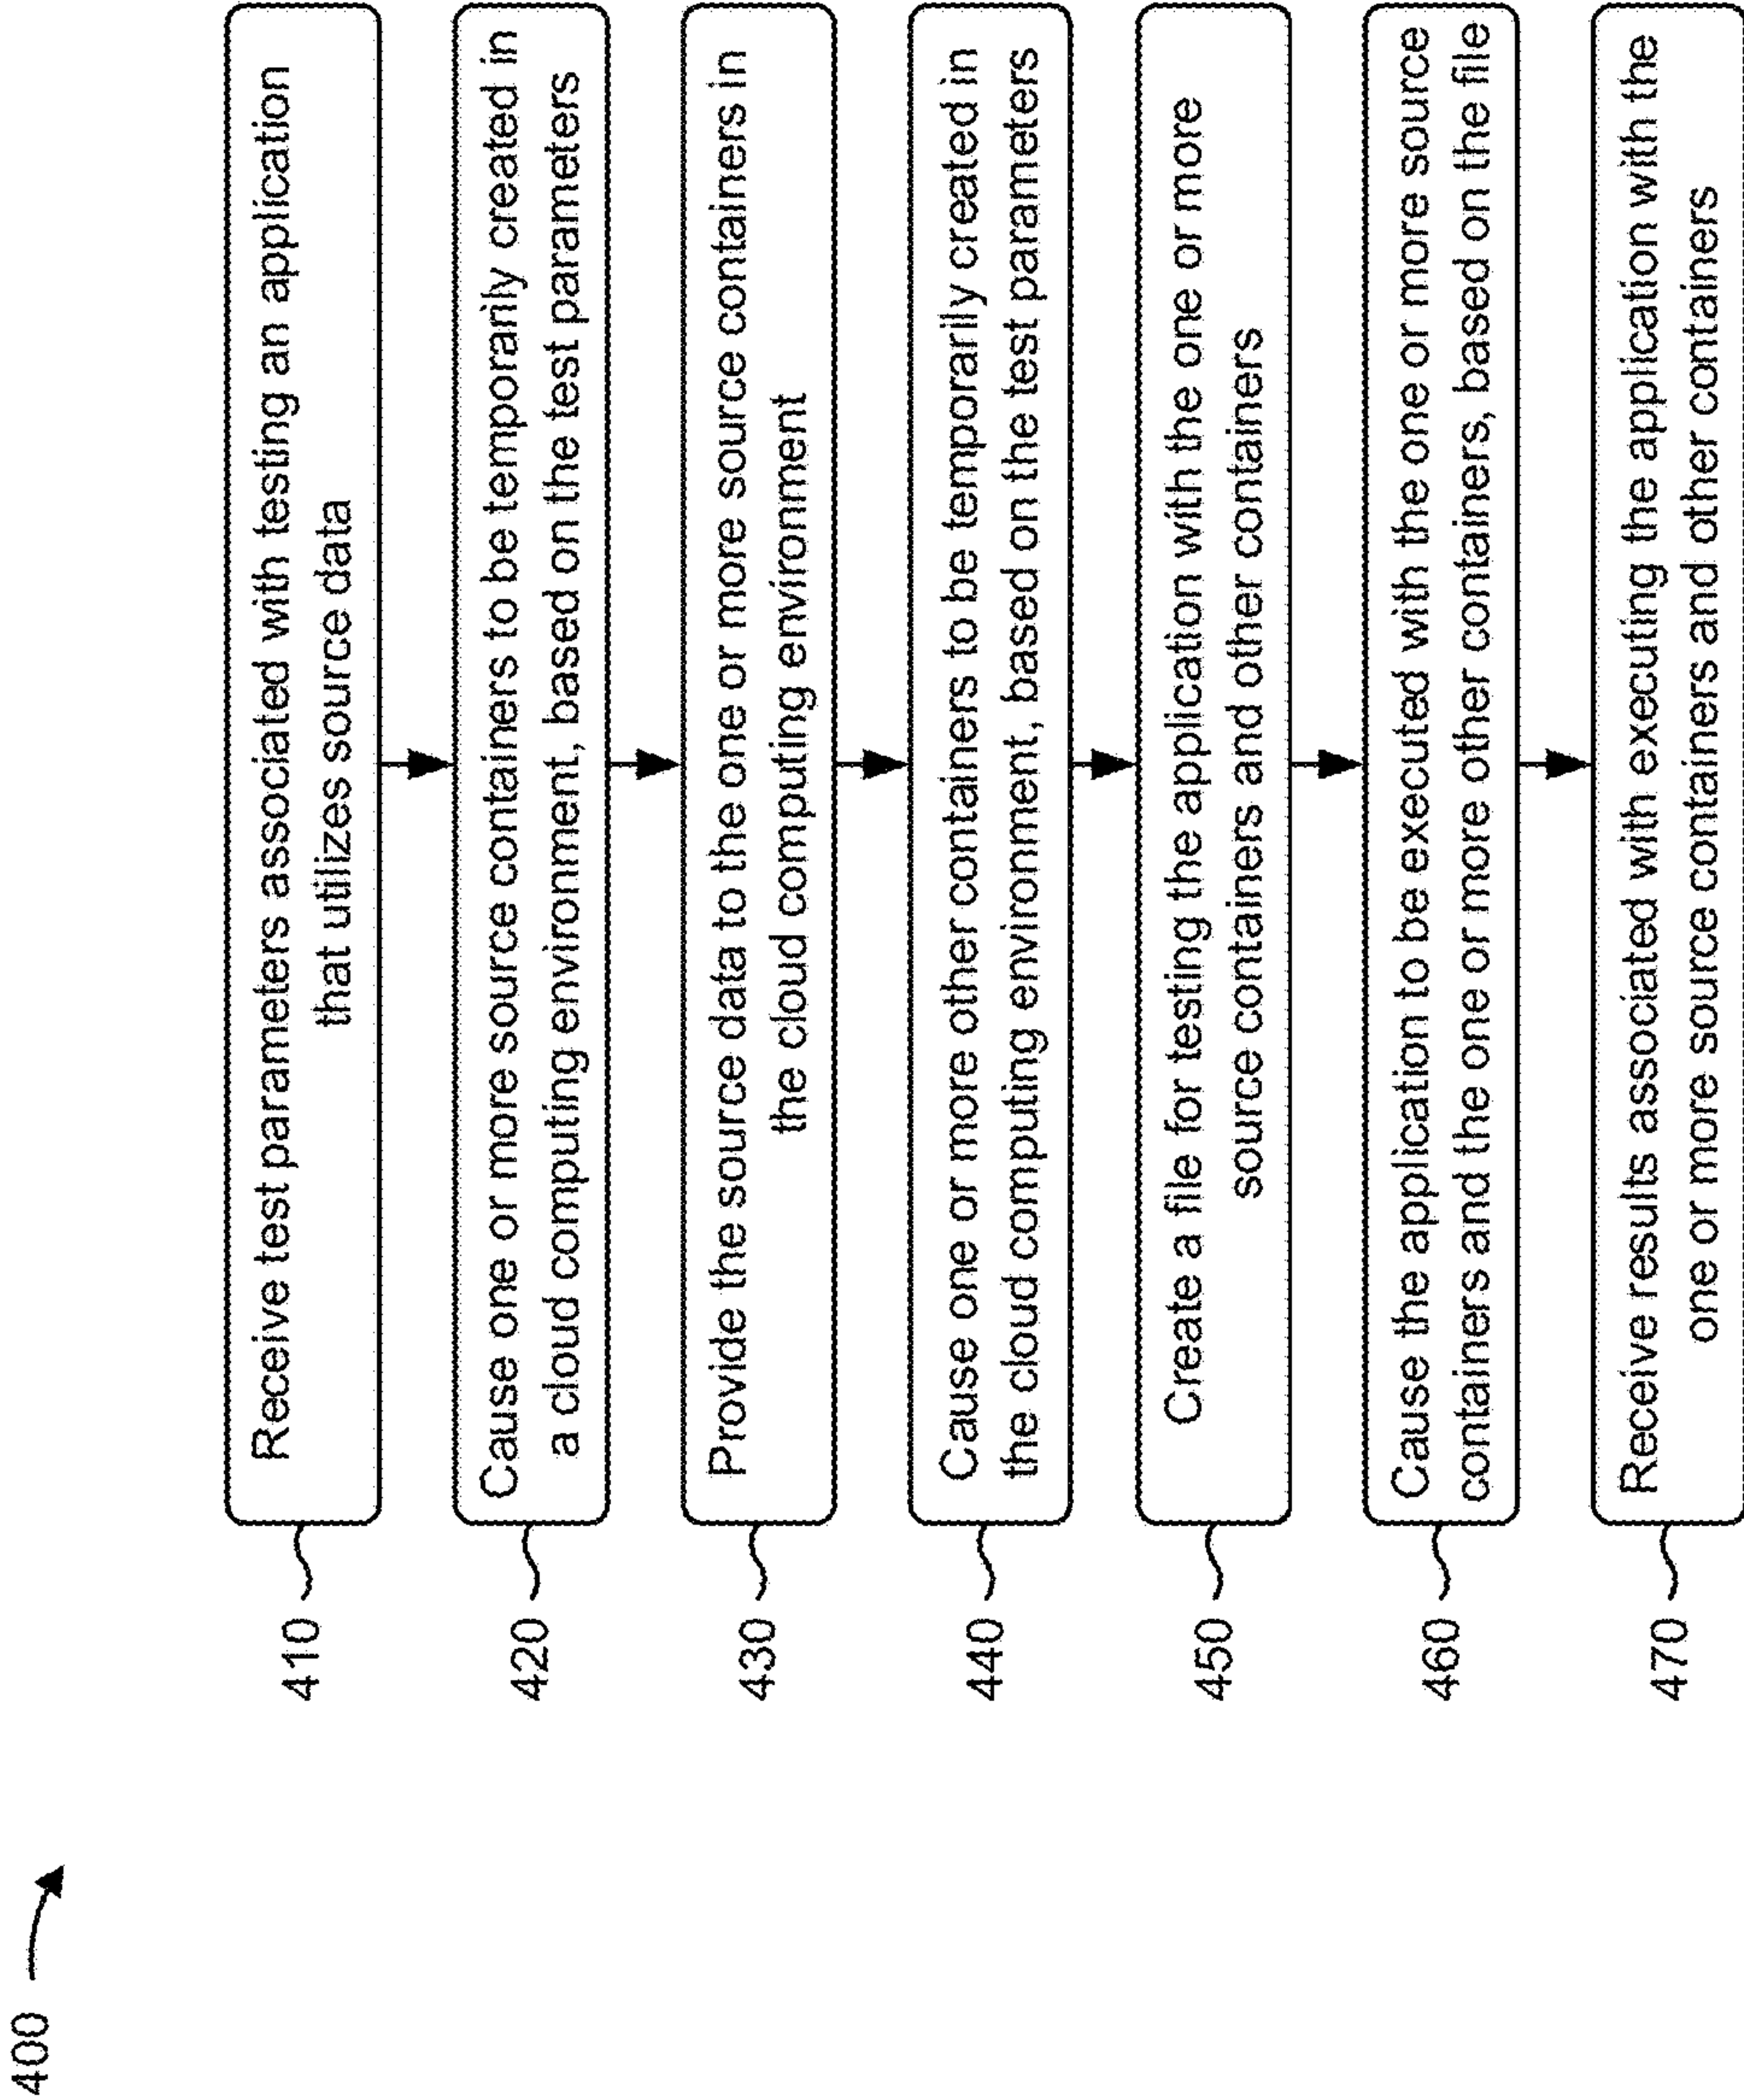 400
410
Receive test parameters associated with testing an application
that utilizes source data
420
Cause one or more source containers to be temporarily created in
a cloud computing environment, based on the test parameters
430
Provide the source data to the one or more source containers in
the cloud computing environment
440
Cause one or more other containers to be temporarily created in
the cloud computing environment, based on the test parameters
450
Create a file for testing the application with the one or more
source containers and other containers
460
Cause the application to be executed with the one or more source
containers and the one or more other containers, based on the file
470
Receive results associated with executing the application with the
one or more source containers and other containers